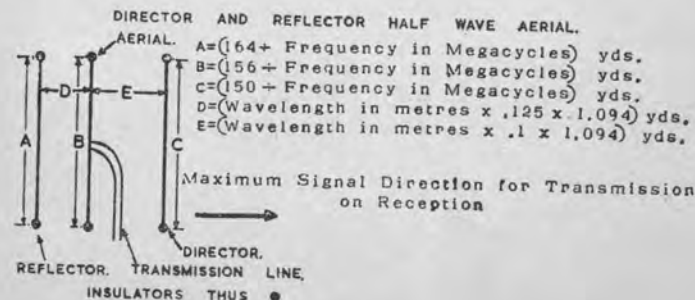 DIRECTOR AND REFLECTOR HALF WAVE AERIAL.
AERIAL.
A=(164÷ Frequency in Megacycles) yds.
B=(156÷ Frequency in Megacycles) yds.
C=(150÷ Frequency in Megacycles) yds.
D=(Wavelength in metres x .125 x 1.094) yds.
E=(Wavelength in metres x .1 x 1.094) yds.
D E
A B C
Maximum Signal Direction for Transmission
on Reception
DIRECTOR.
REFLECTOR. TRANSMISSION LINE,
INSULATORS THUS